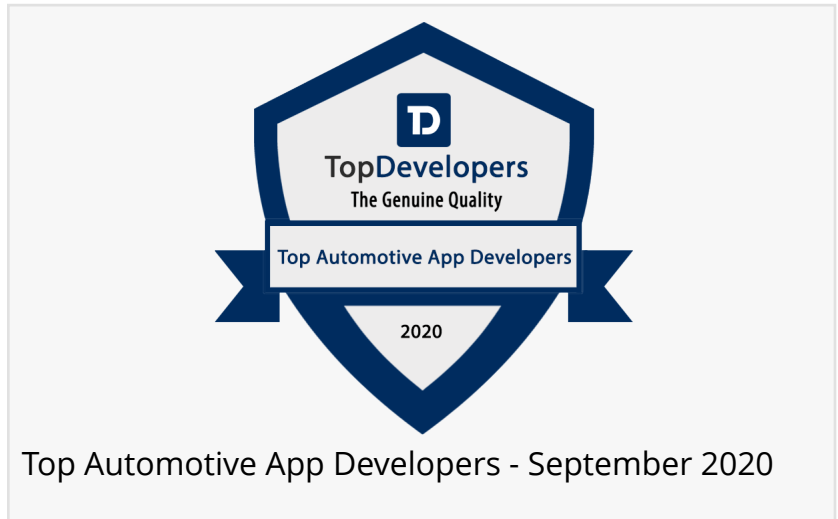 TD
TopDevelopers
The Genuine Quality
Top Automotive App Developers
2020
Top Automotive App Developers - September 2020